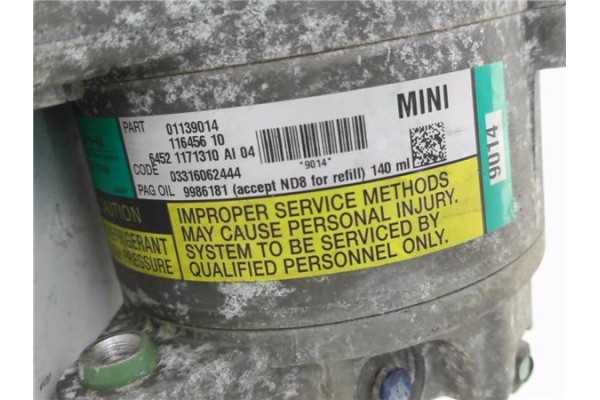 MINI
PART 01139014
116456 10
6452 1171310 AI 04
CODE 03316062444
*9014*
PAG OIL 9986181 (accept ND8 for refill) 140 ml
9014
IMPROPER SERVICE METHODS
MAY CAUSE PERSONAL INJURY.
SYSTEM TO BE SERVICED BY
QUALIFIED PERSONNEL ONLY.
CAUTION
REFRIGERANT
PRESSURE